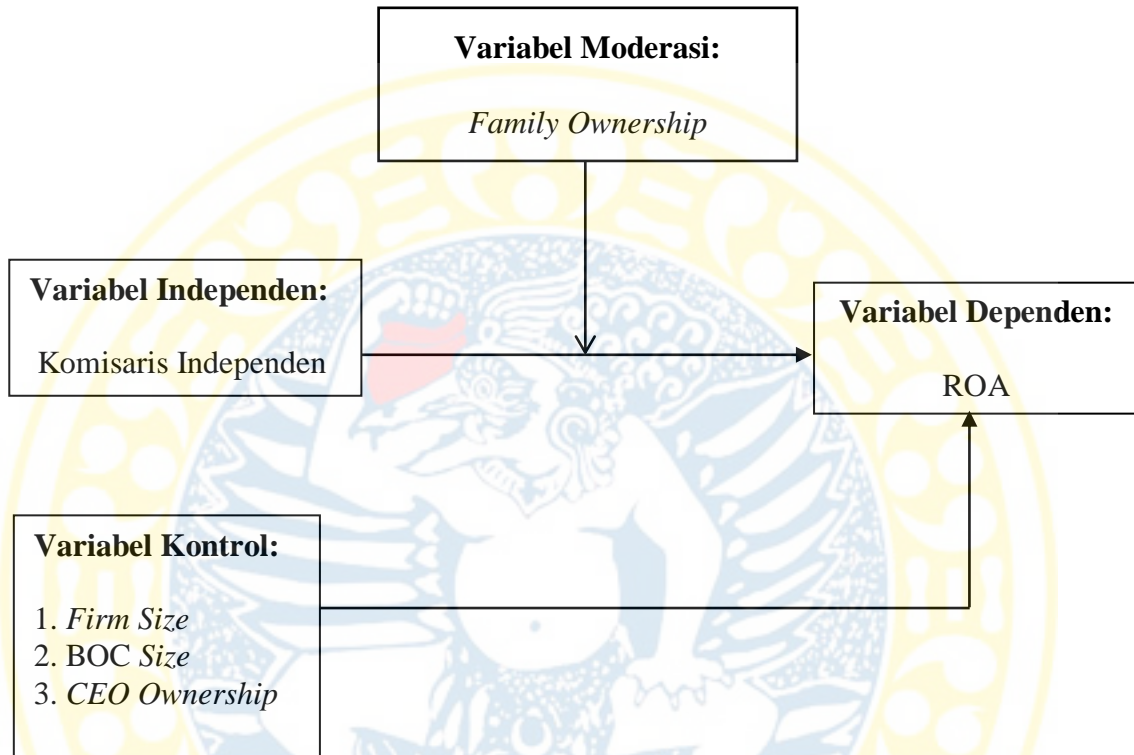 Variabel Moderasi:
Family Ownership
Variabel Independen:
Komisaris Independen
Variabel Dependen:
ROA
Variabel Kontrol:
1. Firm Size
2. BOC Size
3. CEO Ownership